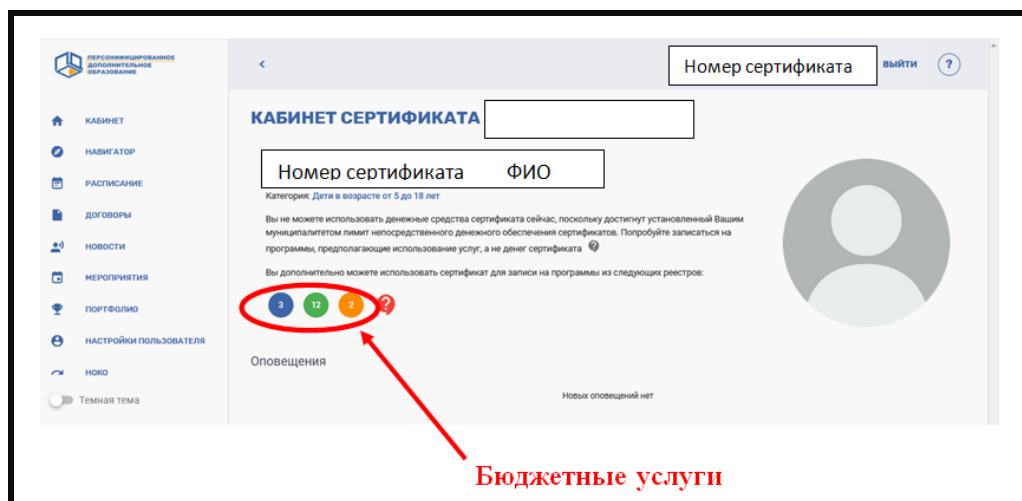 ПЕРСОНИФИЦИРОВАННОЕ
ДОПОЛНИТЕЛЬНОЕ
ОБРАЗОВАНИЕ
Номер сертификата
ВЫЙТИ
?
КАБИНЕТ
НАВИГАТОР
РАСПИСАНИЕ
ДОГОВОРЫ
НОВОСТИ
МЕРОПРИЯТИЯ
ПОРТФОЛИО
НАСТРОЙКИ ПОЛЬЗОВАТЕЛЯ
НОКО
Темная тема
КАБИНЕТ СЕРТИФИКАТА
Номер сертификата ФИО
Категория: Дети в возрасте от 5 до 18 лет
Вы не можете использовать денежные средства сертификата сейчас, поскольку достигнут установленный Вашим
муниципалитетом лимит непосредственного денежного обеспечения сертификатов. Попробуйте записаться на
программы, предполагающие использование услуг, а не денег сертификата ?
Вы дополнительно можете использовать сертификат для записи на программы из следующих реестров:
3 12 2 ?
Оповещения
Новых оповещений нет
Бюджетные услуги